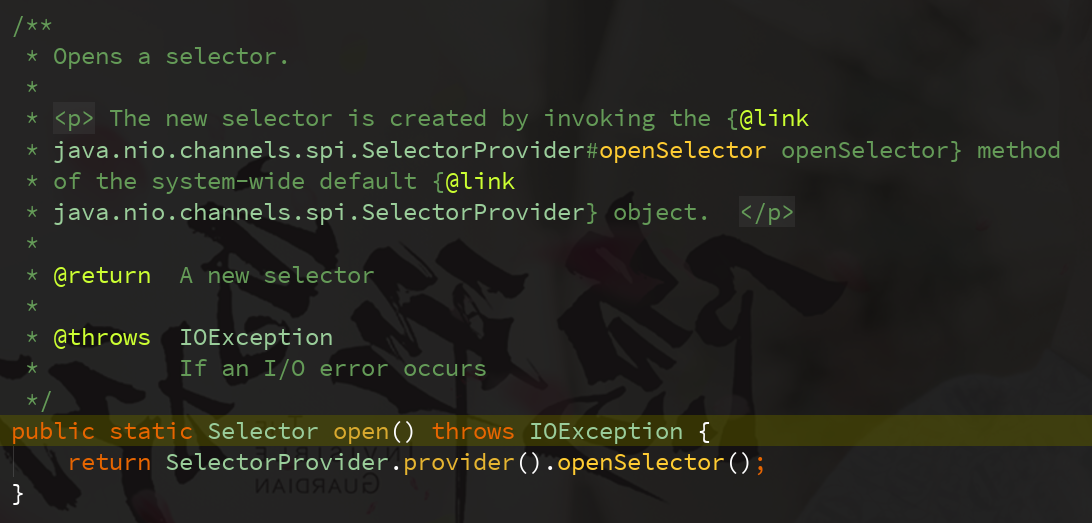 /**
 * Opens a selector.
 *
 * <p> The new selector is created by invoking the {@link
 * java.nio.channels.spi.SelectorProvider#openSelector openSelector} method
 * of the system-wide default {@link
 * java.nio.channels.spi.SelectorProvider} object.  </p>
 *
 * @return  A new selector
 *
 * @throws  IOException
 *          If an I/O error occurs
 */
public static Selector open() throws IOException {
    return SelectorProvider.provider().openSelector();
}
GUARDIAN